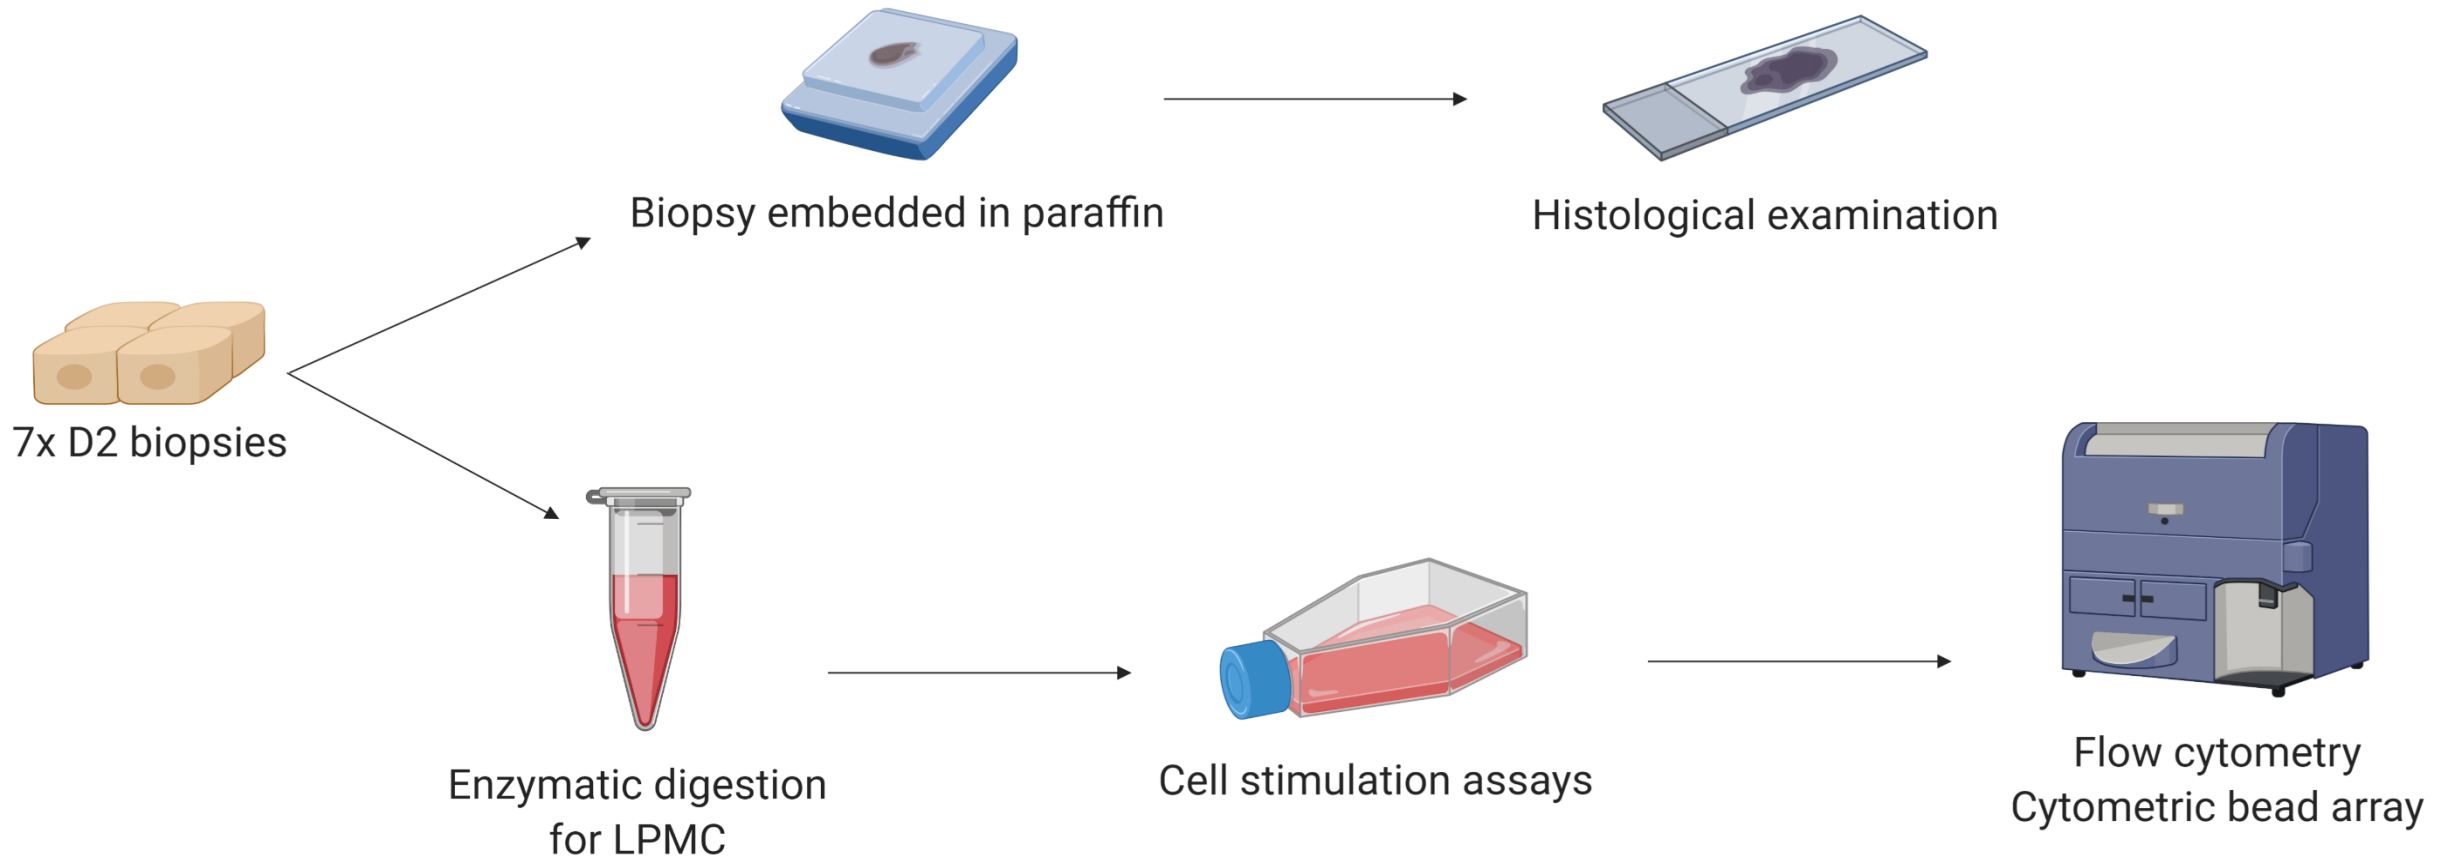 Biopsy embedded in paraffin
Histological examination
7x D2 biopsies
Enzymatic digestion
for LPMC
Cell stimulation assays
Flow cytometry
Cytometric bead array